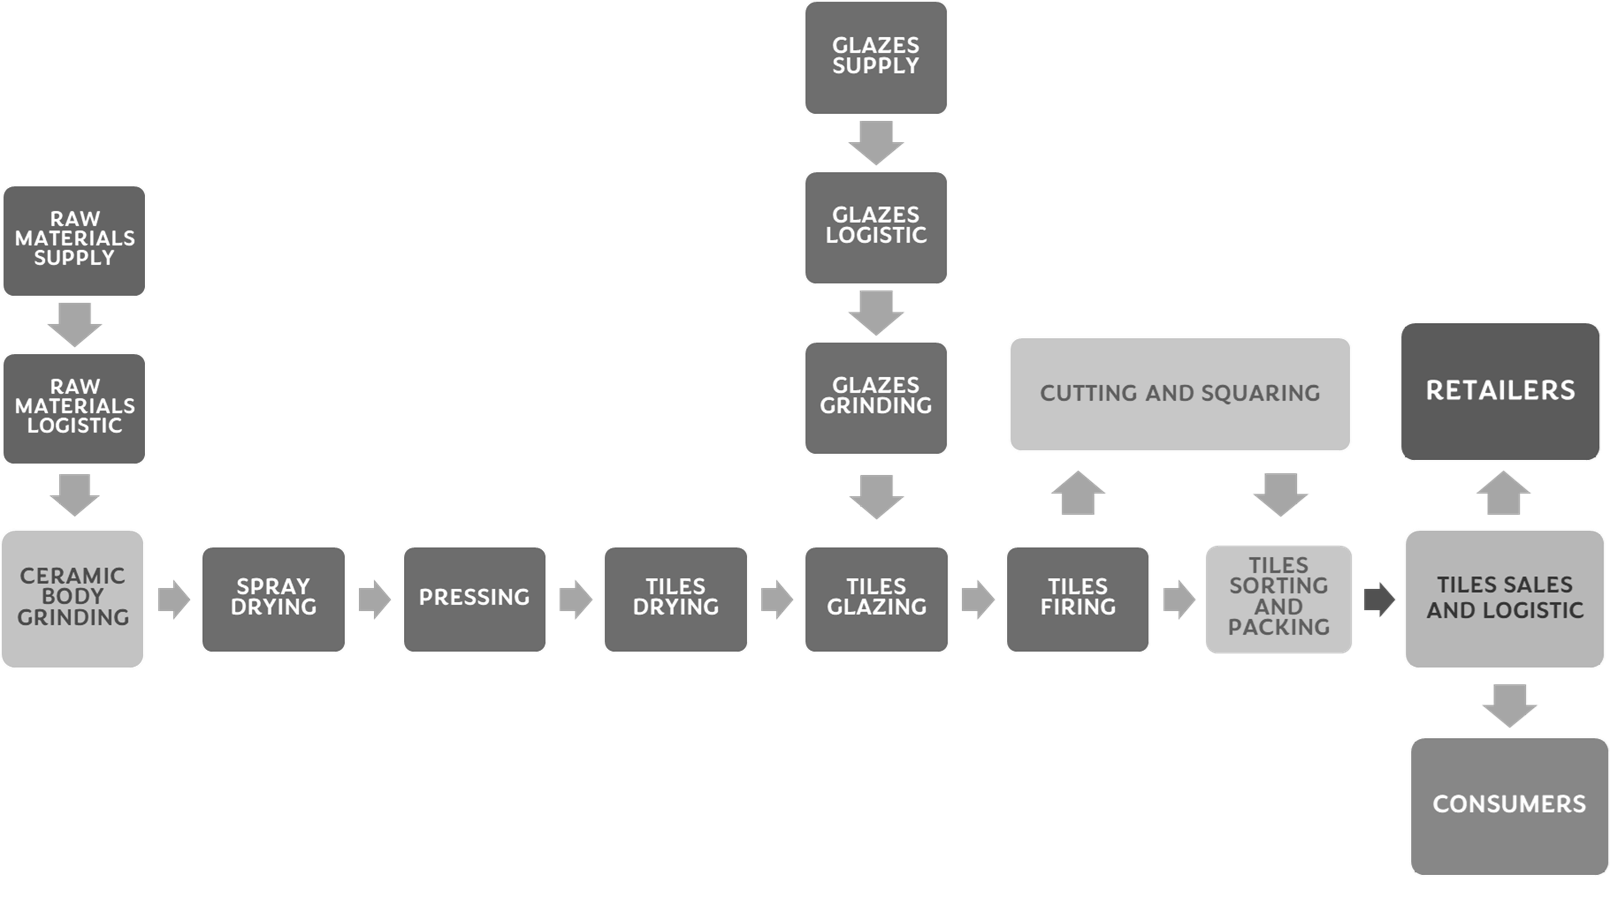 GLAZES
SUPPLY
RAW
MATERIALS
SUPPLY
GLAZES
LOGISTIC
RAW
MATERIALS
LOGISTIC
GLAZES
GRINDING
CUTTING AND SQUARING
RETAILERS
CERAMIC
BODY
GRINDING
SPRAY
DRYING
PRESSING
TILES
DRYING
TILES
GLAZING
TILES
FIRING
TILES
SORTING
AND
PACKING
TILES SALES
AND LOGISTIC
CONSUMERS